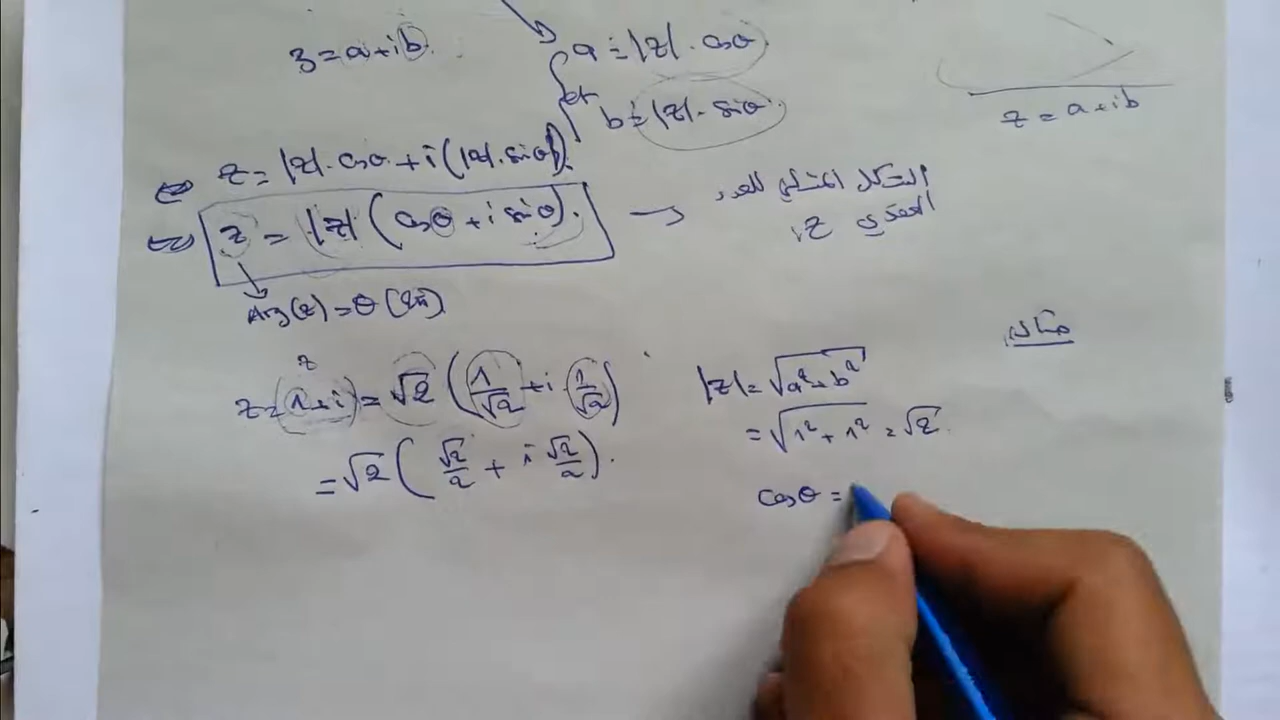 z = a + ib
a = |z| . cosθ
et
b = |z| . sinθ
z = a + ib
⇔ z = |z| . cosθ + i (|z| . sinθ).
⇔ z = |z| ( cosθ + i sinθ ). → الشكل المثلثي للعدد
العقدي z.
Arg(z) = θ (2π)
مثال
z
z = (1 + i) = √2 ( 1/√2 + i 1/√2 )
|z| = √a² + b²
= √2 ( √2/2 + i √2/2 ).
= √1² + 1² = √2
cosθ =